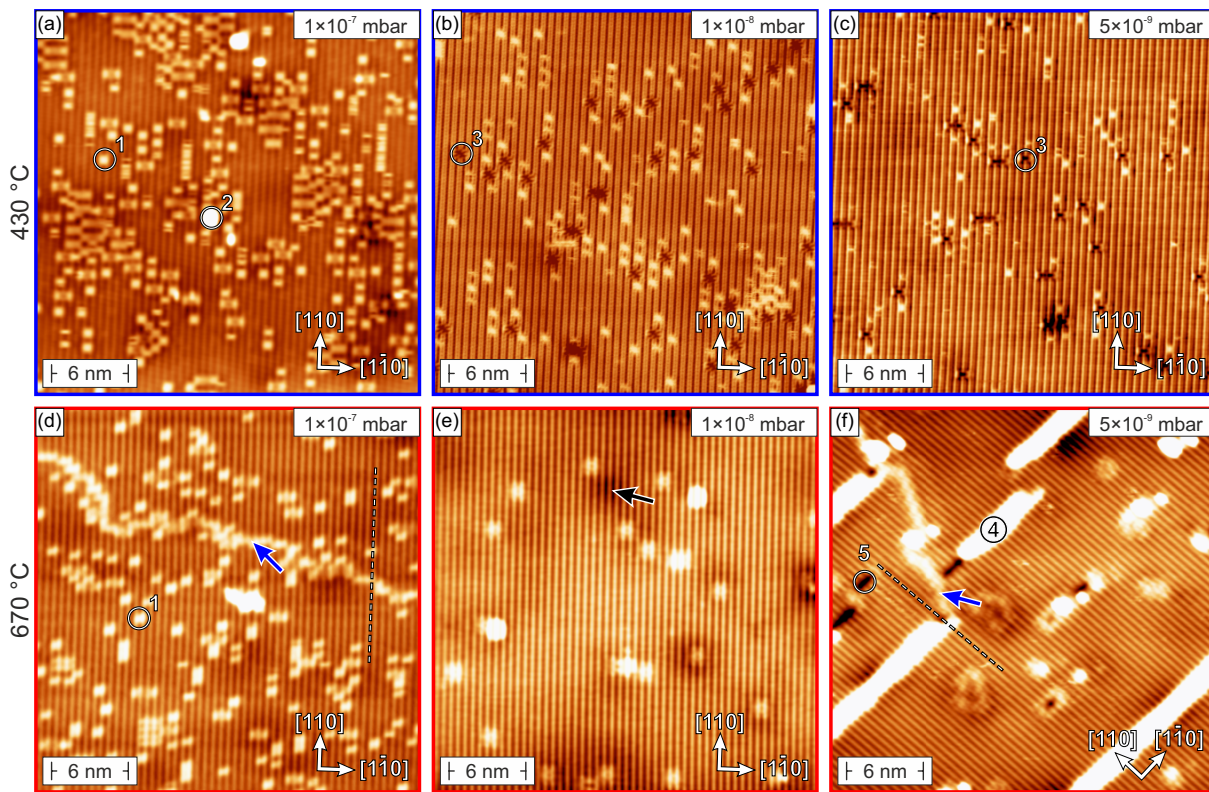 430 °C
(a)
1×10⁻⁷ mbar
1
2
[110]
[11̄0]
6 nm
(b)
1×10⁻⁸ mbar
3
[110]
[11̄0]
6 nm
(c)
5×10⁻⁹ mbar
3
[110]
[11̄0]
6 nm
670 °C
(d)
1×10⁻⁷ mbar
1
[110]
[11̄0]
6 nm
(e)
1×10⁻⁸ mbar
[110]
[11̄0]
6 nm
(f)
5×10⁻⁹ mbar
4
5
[110]
[11̄0]
6 nm